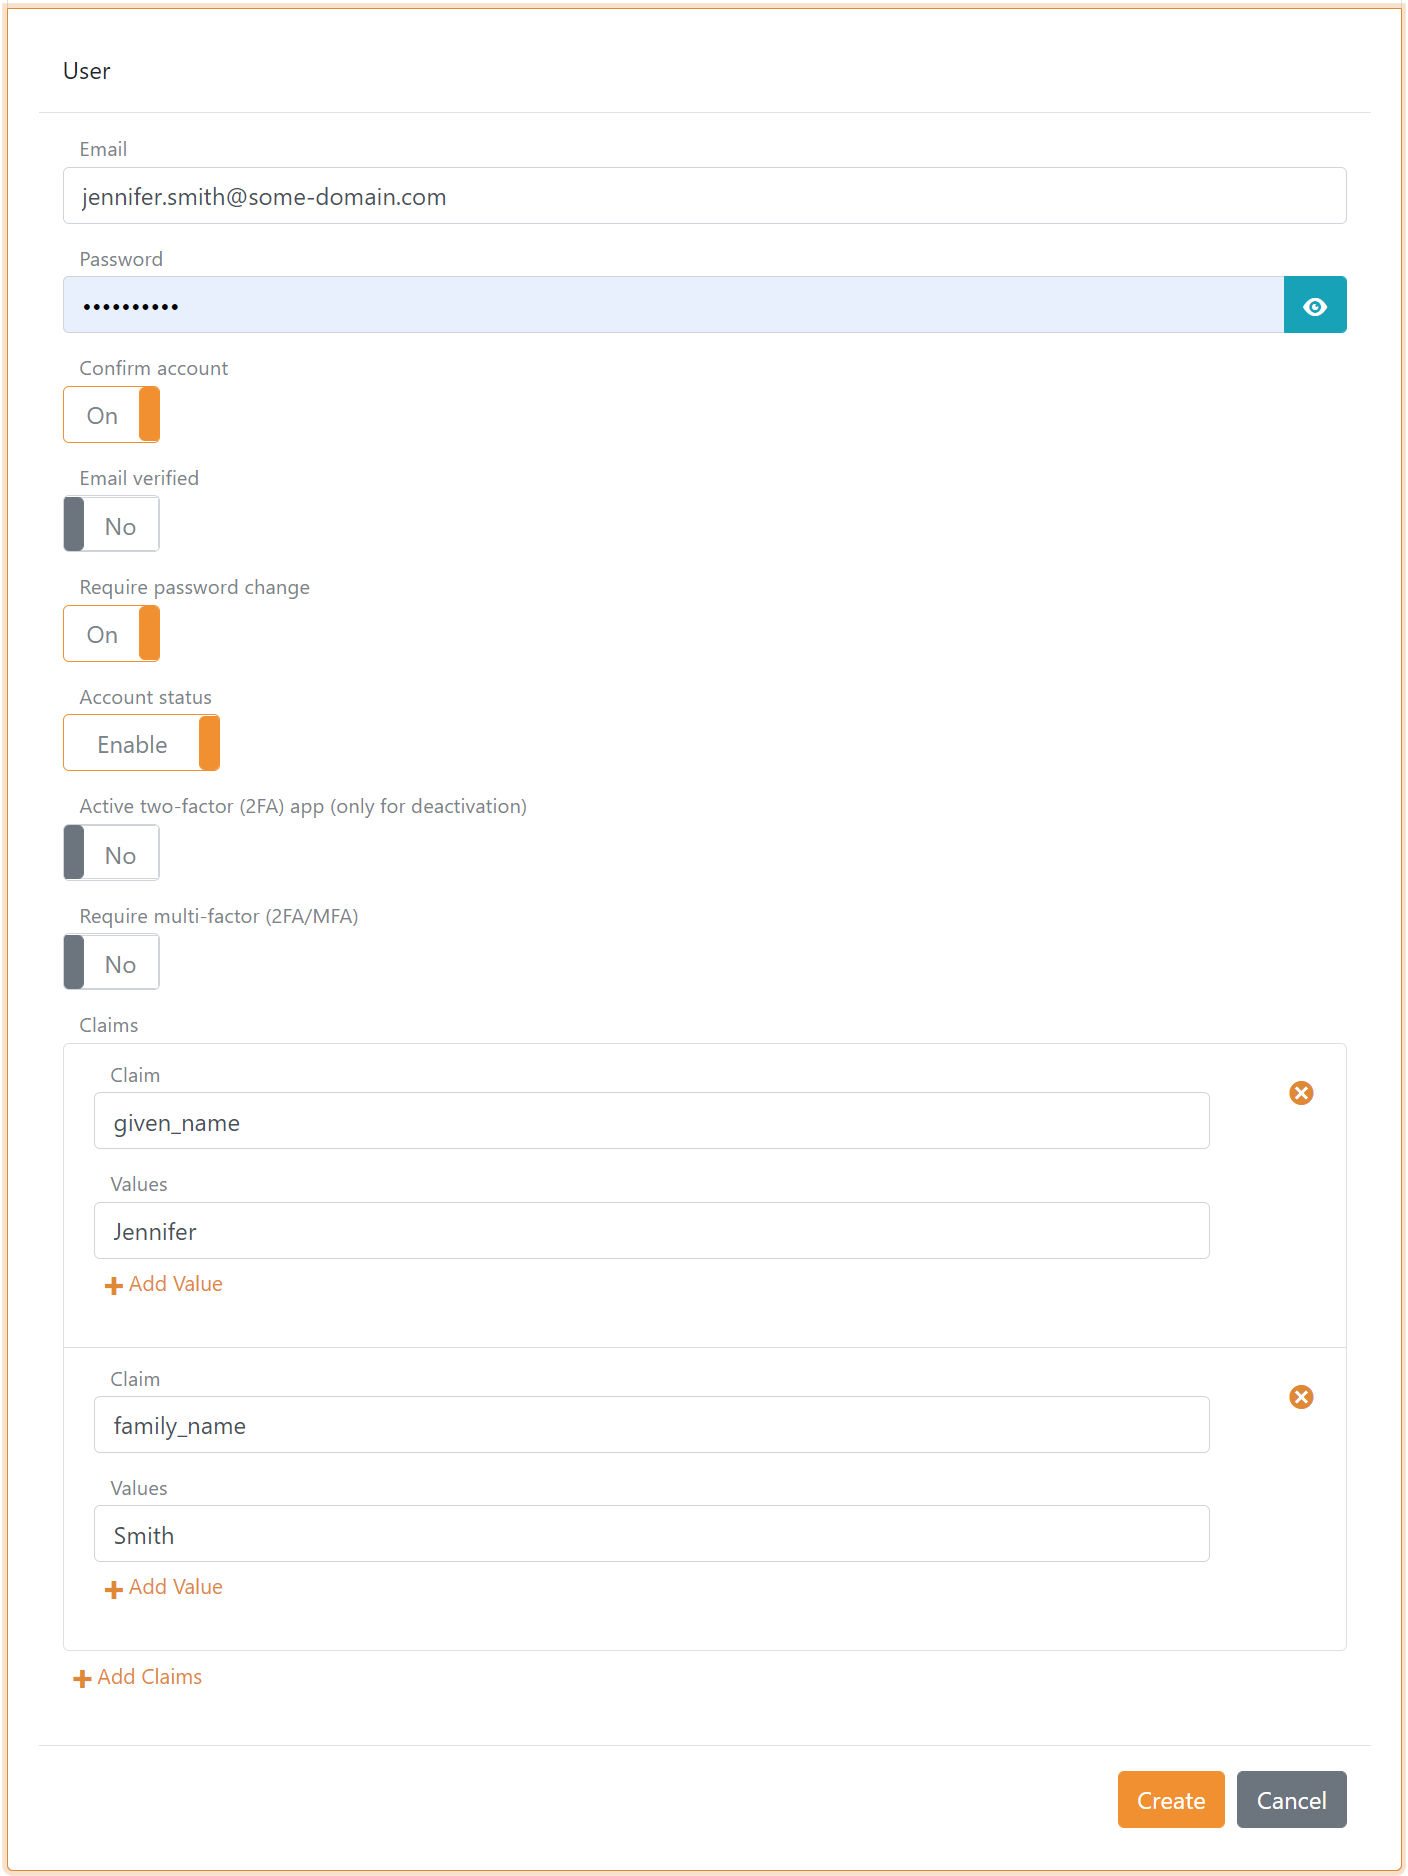 User
Email
jennifer.smith@some-domain.com
Password
••••••••••
Confirm account
On
Email verified
No
Require password change
On
Account status
Enable
Active two-factor (2FA) app (only for deactivation)
No
Require multi-factor (2FA/MFA)
No
Claims
Claim
given_name
Values
Jennifer
Add Value
Claim
family_name
Values
Smith
Add Value
Add Claims
Create Cancel